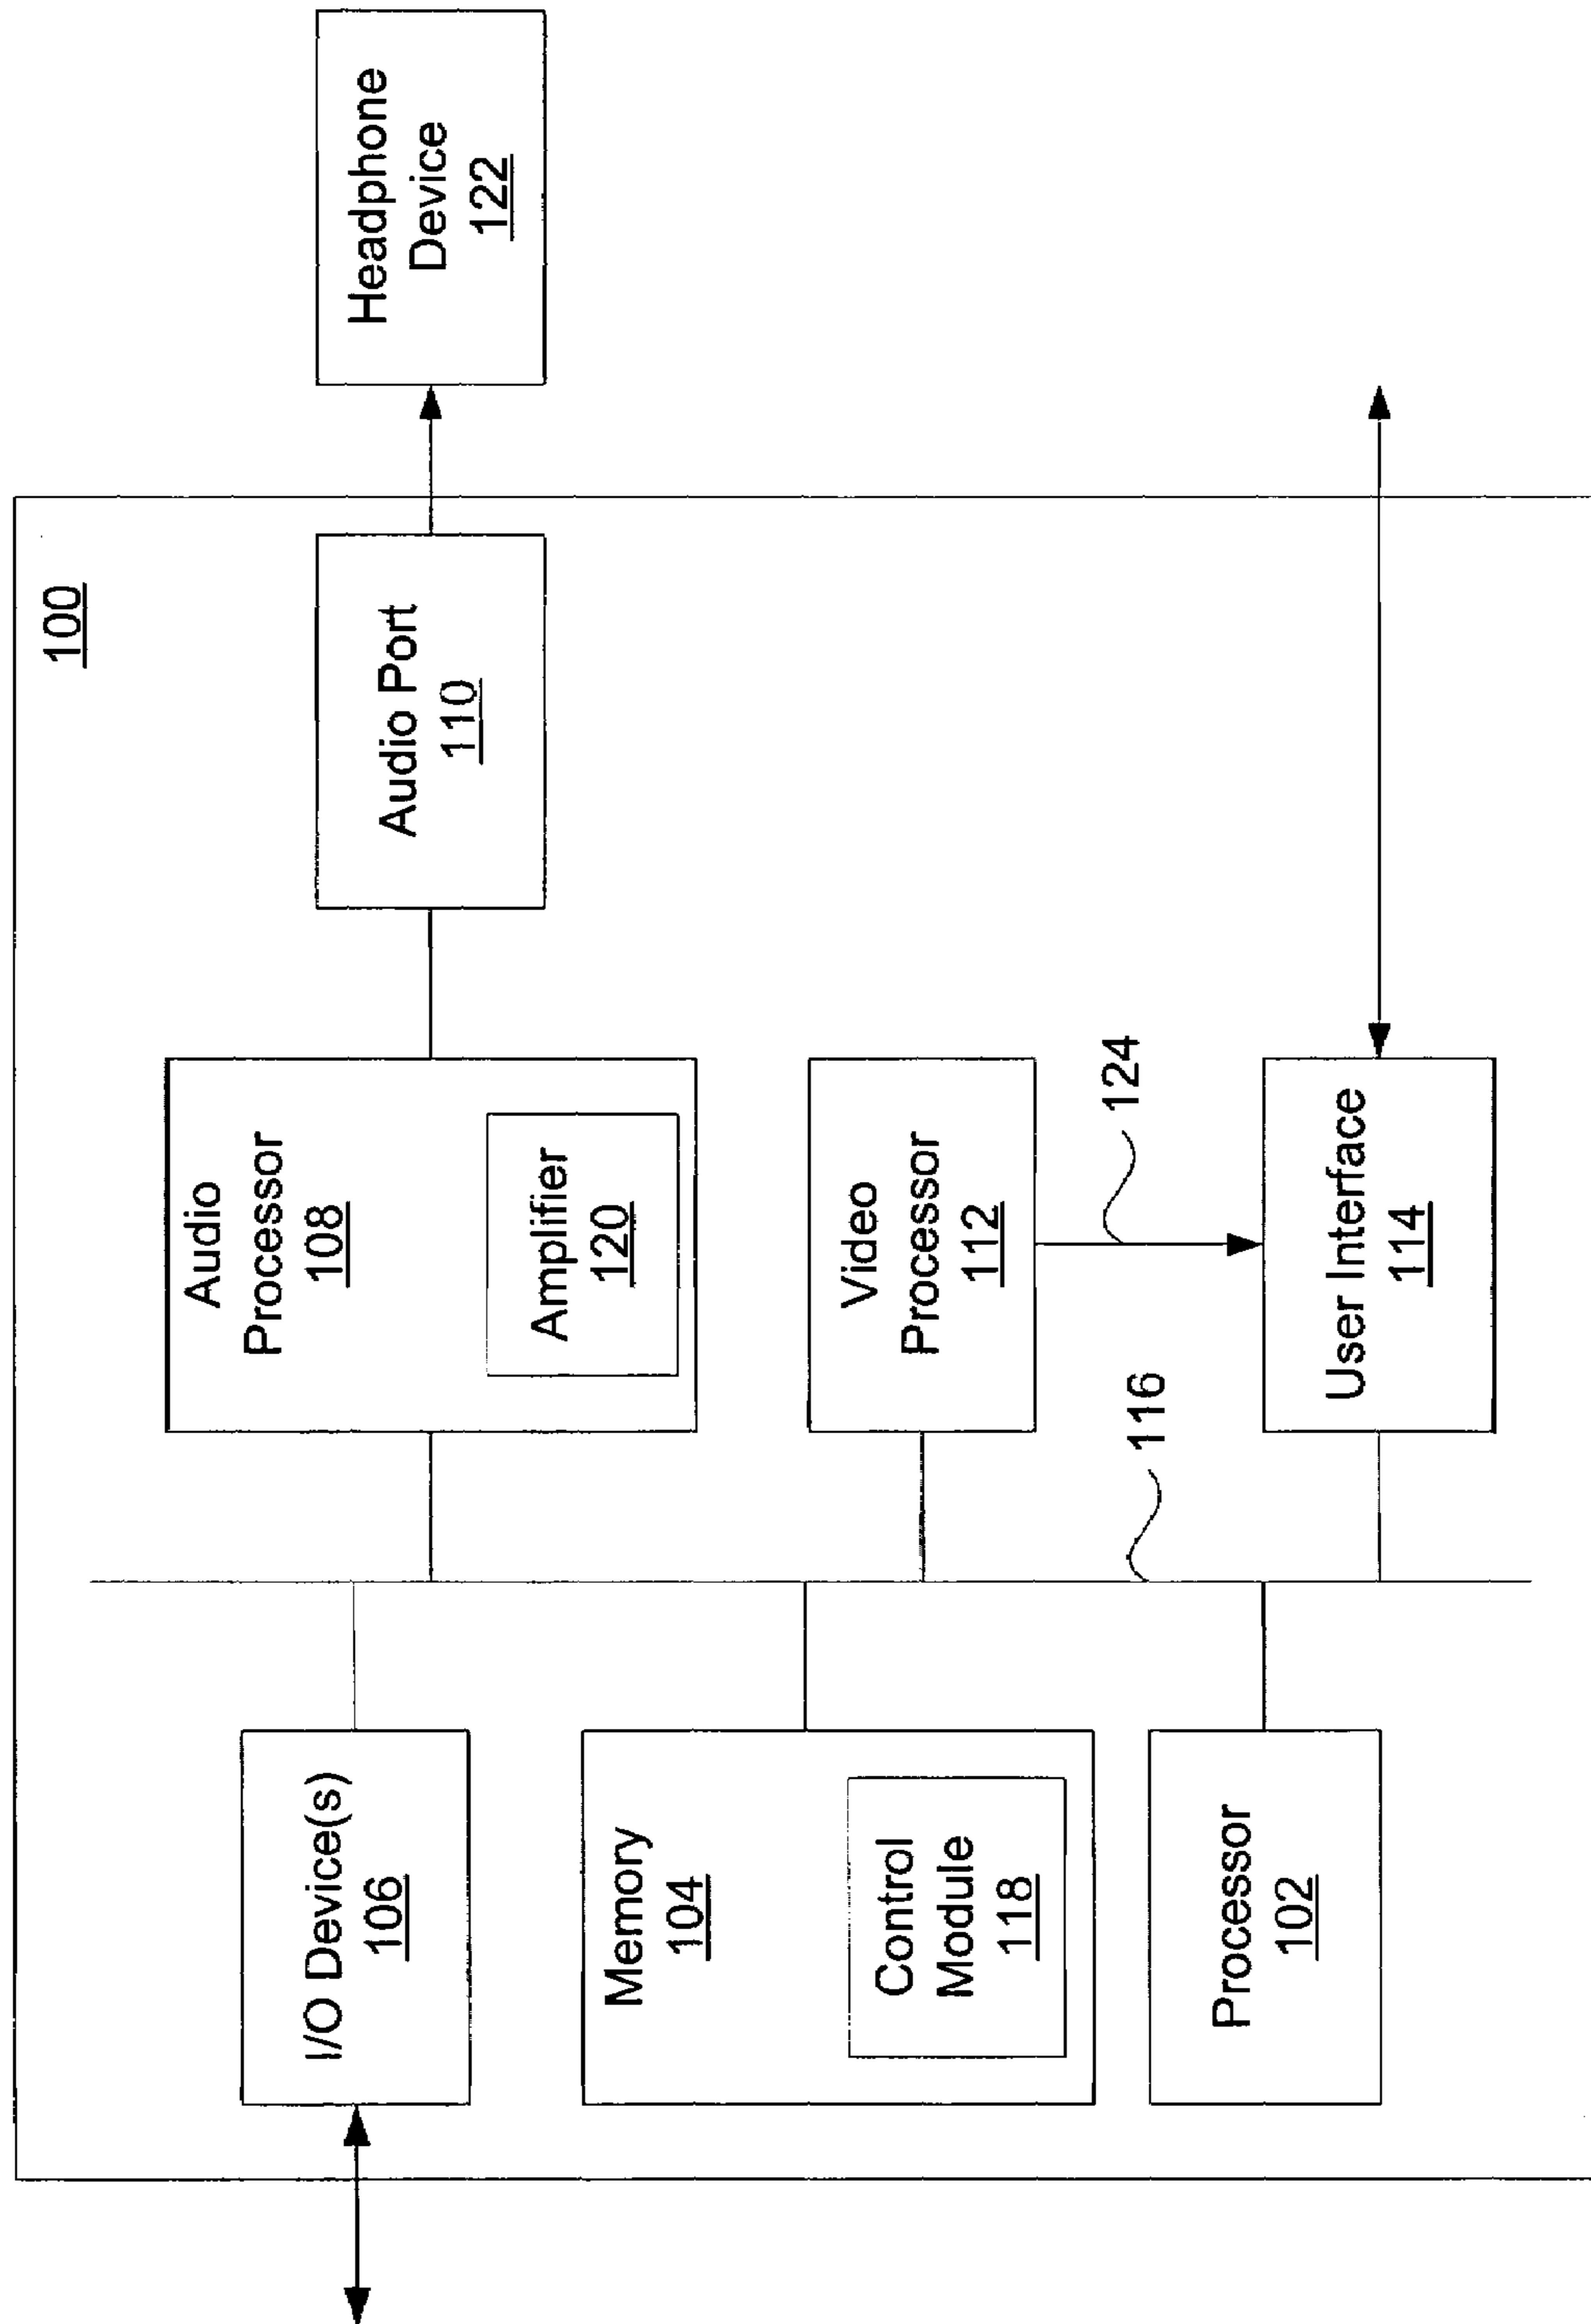 100
I/O Device(s)
106
Memory
104
Control
Module
118
Processor
102
116
Audio
Processor
108
Amplifier
120
Video
Processor
112
124
User Interface
114
Audio Port
110
Headphone
Device
122